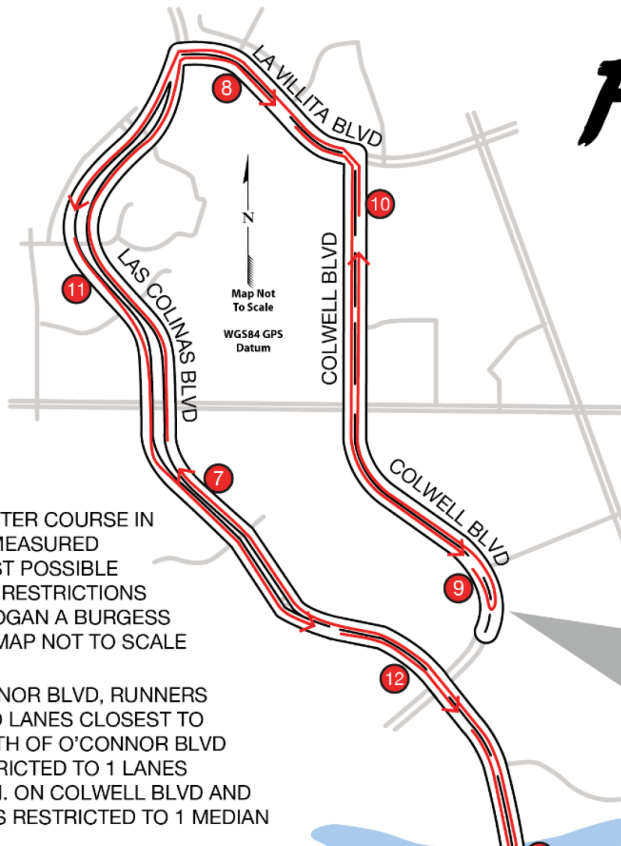 LA VILLITA BLVD
8
10
N
COLWELL BLVD
LAS COLINAS BLVD
11
Map Not
To Scale
WGS84 GPS
Datum
7
COLWELL BLVD
TER COURSE IN
MEASURED
ST POSSIBLE
RESTRICTIONS
OGAN A BURGESS
MAP NOT TO SCALE
9
12
NNOR BLVD, RUNNERS
LANES CLOSEST TO
TH OF O'CONNOR BLVD
RICTED TO 1 LANES
. ON COLWELL BLVD AND
S RESTRICTED TO 1 MEDIAN